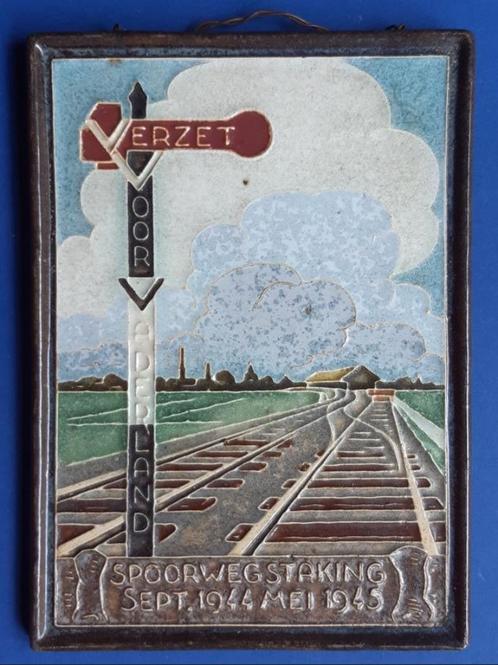 VERZET
VOOR
VADERLAND
SPOORWEGSTAKING
SEPT. 1944 MEI 1945